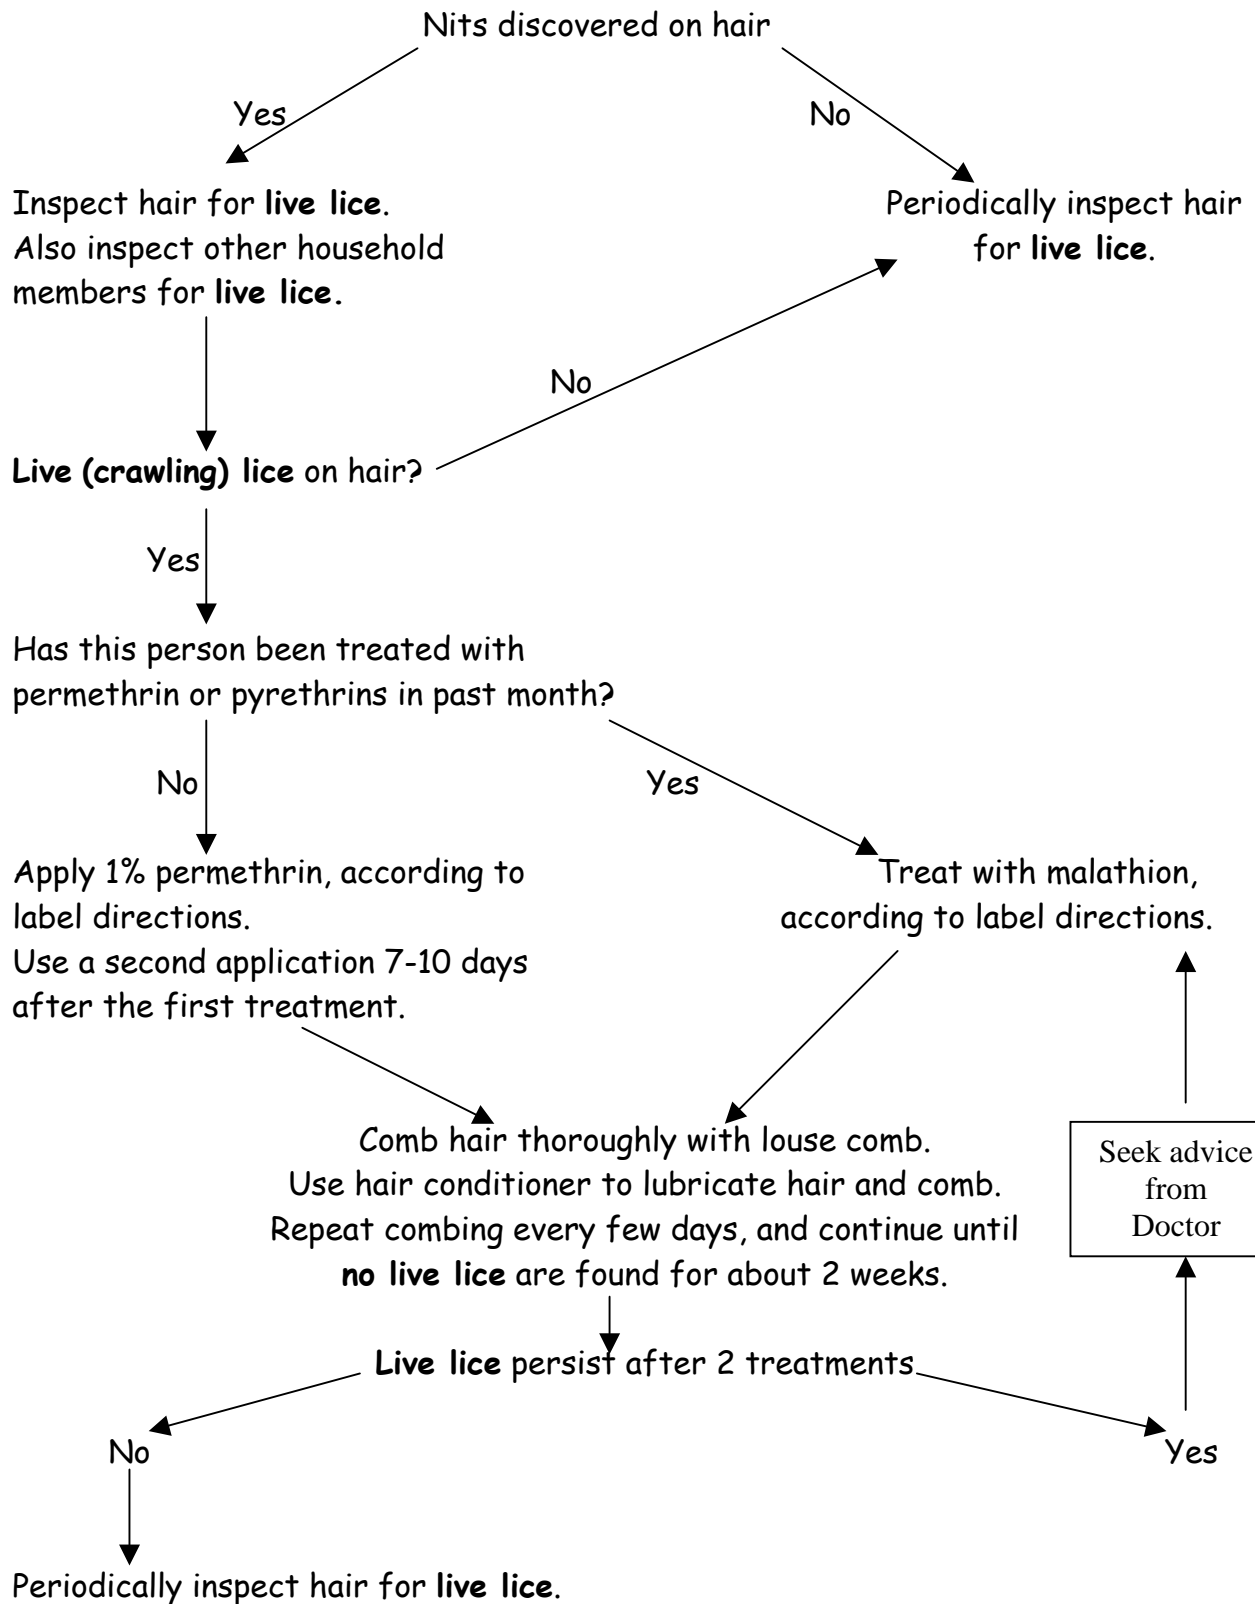 Nits discovered on hair
Yes
No
Inspect hair for live lice.
Also inspect other household
members for live lice.
Periodically inspect hair
for live lice.
No
Live (crawling) lice on hair?
Yes
Has this person been treated with
permethrin or pyrethrins in past month?
No
Yes
Apply 1% permethrin, according to
label directions.
Use a second application 7-10 days
after the first treatment.
Treat with malathion,
according to label directions.
Comb hair thoroughly with louse comb.
Use hair conditioner to lubricate hair and comb.
Repeat combing every few days, and continue until
no live lice are found for about 2 weeks.
Seek advice
from
Doctor
Live lice persist after 2 treatments
No
Yes
Periodically inspect hair for live lice.